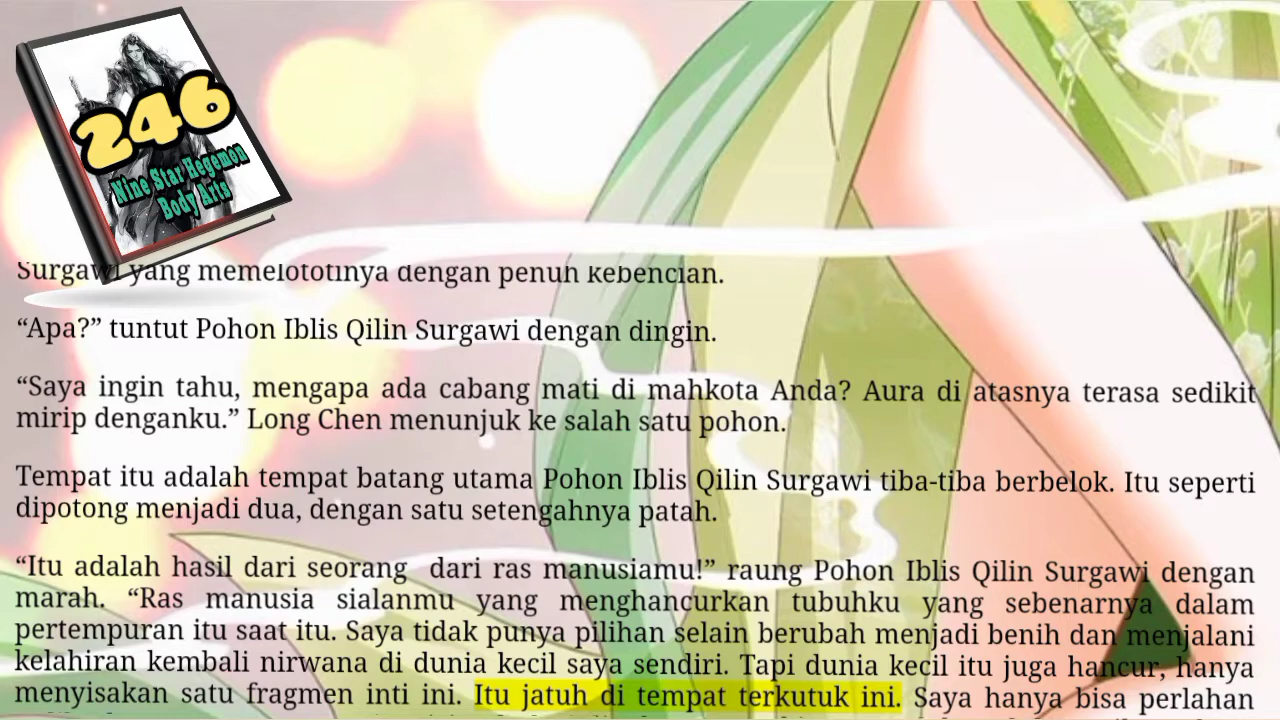 246
Nine Star Hegemon
Body Arts
Surgawi yang memelototinya dengan penuh kebencian.
“Apa?” tuntut Pohon Iblis Qilin Surgawi dengan dingin.
“Saya ingin tahu, mengapa ada cabang mati di mahkota Anda? Aura di atasnya terasa sedikit
mirip denganku.” Long Chen menunjuk ke salah satu pohon.
Tempat itu adalah tempat batang utama Pohon Iblis Qilin Surgawi tiba-tiba berbelok. Itu seperti
dipotong menjadi dua, dengan satu setengahnya patah.
“Itu adalah hasil dari seorang  dari ras manusiamu!” raung Pohon Iblis Qilin Surgawi dengan
marah. “Ras manusia sialanmu yang menghancurkan tubuhku yang sebenarnya dalam
pertempuran itu saat itu. Saya tidak punya pilihan selain berubah menjadi benih dan menjalani
kelahiran kembali nirwana di dunia kecil saya sendiri. Tapi dunia kecil itu juga hancur, hanya
menyisakan satu fragmen inti ini. Itu jatuh di tempat terkutuk ini. Saya hanya bisa perlahan